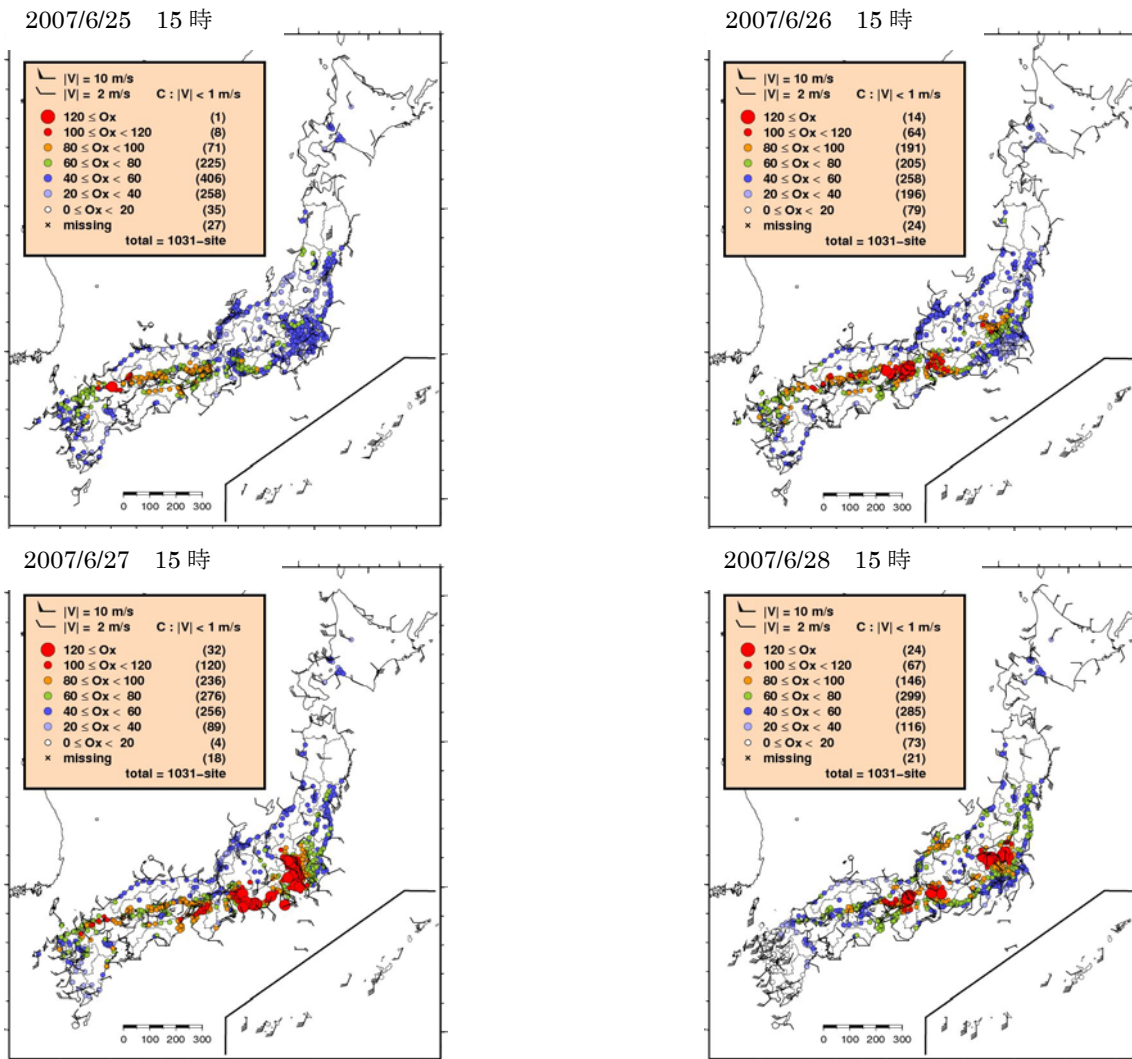 2007/6/25 15 時
|V| = 10 m/s
|V| = 2 m/s C : |V| < 1 m/s
120 ≤ Ox (1)
100 ≤ Ox < 120 (8)
80 ≤ Ox < 100 (71)
60 ≤ Ox < 80 (225)
40 ≤ Ox < 60 (406)
20 ≤ Ox < 40 (258)
0 ≤ Ox < 20 (35)
× missing (27)
total = 1031-site
0 100 200 300
2007/6/26 15 時
|V| = 10 m/s
|V| = 2 m/s C : |V| < 1 m/s
120 ≤ Ox (14)
100 ≤ Ox < 120 (64)
80 ≤ Ox < 100 (191)
60 ≤ Ox < 80 (205)
40 ≤ Ox < 60 (258)
20 ≤ Ox < 40 (196)
0 ≤ Ox < 20 (79)
× missing (24)
total = 1031-site
0 100 200 300
2007/6/27 15 時
|V| = 10 m/s
|V| = 2 m/s C : |V| < 1 m/s
120 ≤ Ox (32)
100 ≤ Ox < 120 (120)
80 ≤ Ox < 100 (236)
60 ≤ Ox < 80 (276)
40 ≤ Ox < 60 (256)
20 ≤ Ox < 40 (89)
0 ≤ Ox < 20 (4)
× missing (18)
total = 1031-site
0 100 200 300
2007/6/28 15 時
|V| = 10 m/s
|V| = 2 m/s C : |V| < 1 m/s
120 ≤ Ox (24)
100 ≤ Ox < 120 (67)
80 ≤ Ox < 100 (146)
60 ≤ Ox < 80 (299)
40 ≤ Ox < 60 (285)
20 ≤ Ox < 40 (116)
0 ≤ Ox < 20 (73)
× missing (21)
total = 1031-site
0 100 200 300